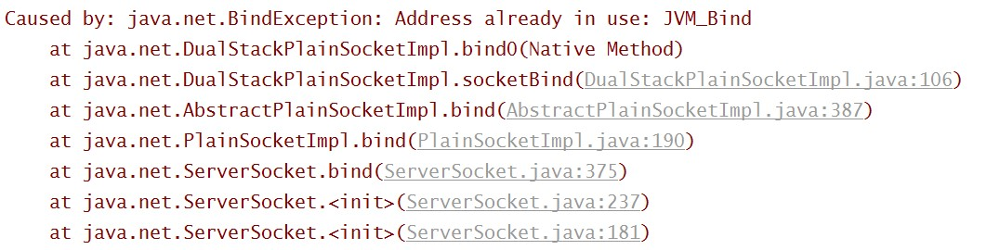 Caused by: java.net.BindException: Address already in use: JVM_Bind
at java.net.DualStackPlainSocketImpl.bind0(Native Method)
at java.net.DualStackPlainSocketImpl.socketBind(DualStackPlainSocketImpl.java:106)
at java.net.AbstractPlainSocketImpl.bind(AbstractPlainSocketImpl.java:387)
at java.net.PlainSocketImpl.bind(PlainSocketImpl.java:190)
at java.net.ServerSocket.bind(ServerSocket.java:375)
at java.net.ServerSocket.<init>(ServerSocket.java:237)
at java.net.ServerSocket.<init>(ServerSocket.java:181)